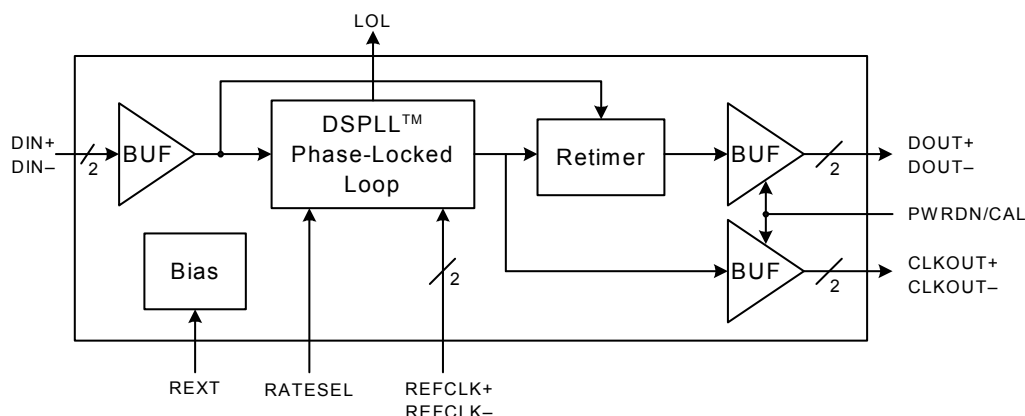 LOL
DIN+
DIN–
2
BUF
DSPLL™
Phase-Locked
Loop
Retimer
BUF
2
DOUT+
DOUT–
PWRDN/CAL
Bias
2
BUF
2
CLKOUT+
CLKOUT–
REXT
RATESEL
REFCLK+
REFCLK–